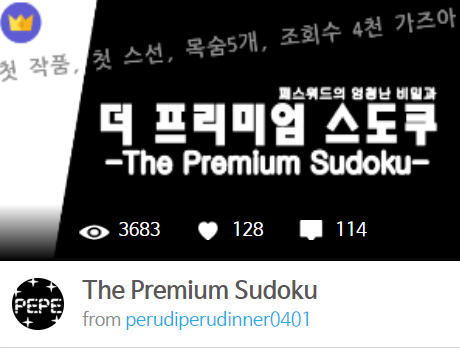 첫 작품, 첫 스선, 목숨5개, 조회수 4천 가즈아
패스워드의 엄청난 비밀과
더 프리미엄 스도쿠
-The Premium Sudoku-
3683 128 114
PEPE
The Premium Sudoku
from perudiperudinner0401